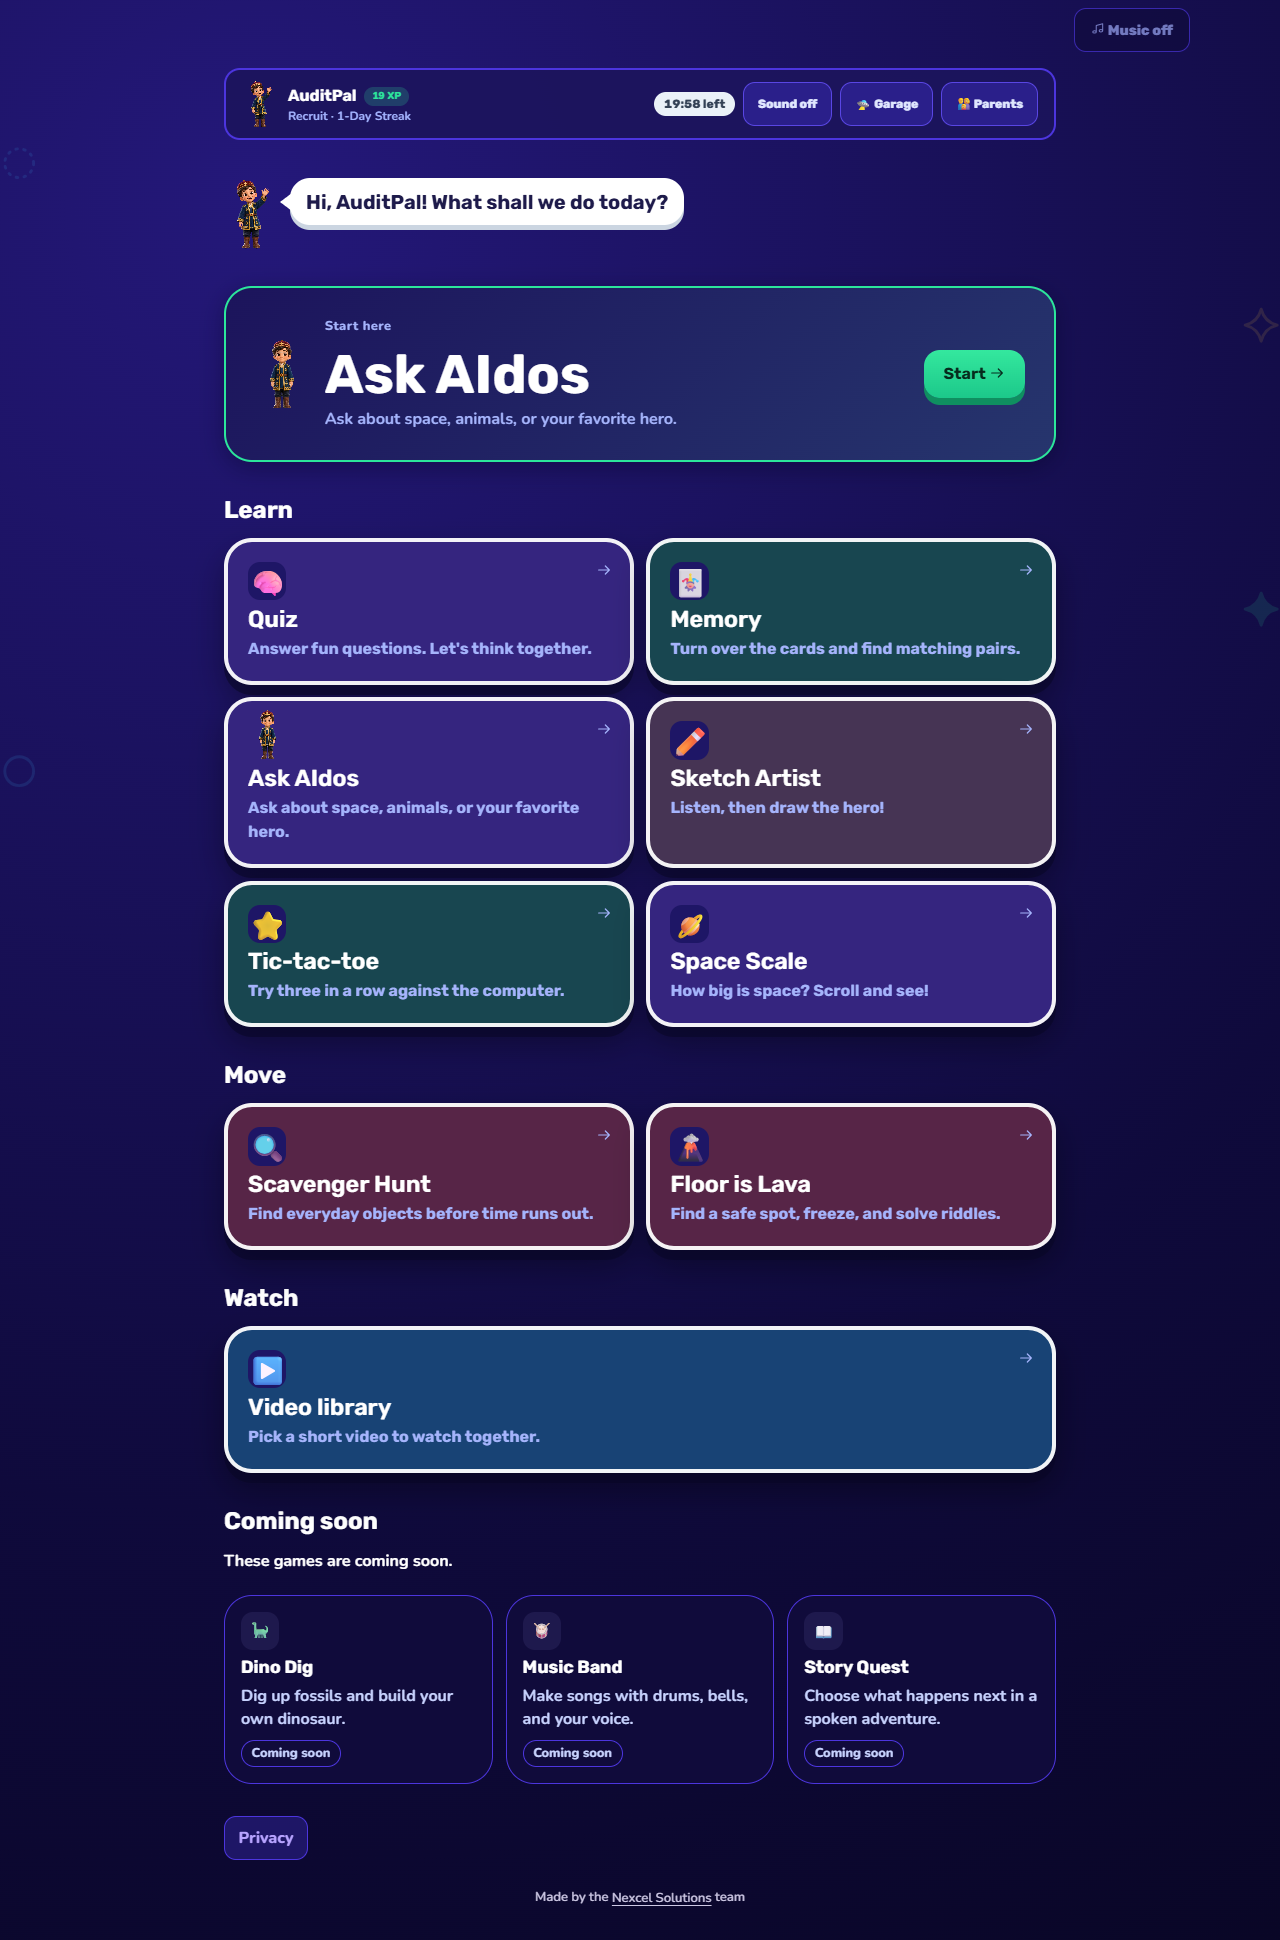 Music off
AuditPal 19 XP
Recruit · 1-Day Streak
19:58 left
Sound off
Garage
Parents
Hi, AuditPal! What shall we do today?
Start here
Ask AIdos
Ask about space, animals, or your favorite hero.
Start →
Learn
Quiz
Answer fun questions. Let's think together.
Memory
Turn over the cards and find matching pairs.
Ask AIdos
Ask about space, animals, or your favorite
hero.
Sketch Artist
Listen, then draw the hero!
Tic-tac-toe
Try three in a row against the computer.
Space Scale
How big is space? Scroll and see!
Move
Scavenger Hunt
Find everyday objects before time runs out.
Floor is Lava
Find a safe spot, freeze, and solve riddles.
Watch
Video library
Pick a short video to watch together.
Coming soon
These games are coming soon.
Dino Dig
Dig up fossils and build your
own dinosaur.
Coming soon
Music Band
Make songs with drums, bells,
and your voice.
Coming soon
Story Quest
Choose what happens next in a
spoken adventure.
Coming soon
Privacy
Made by the Nexcel Solutions team